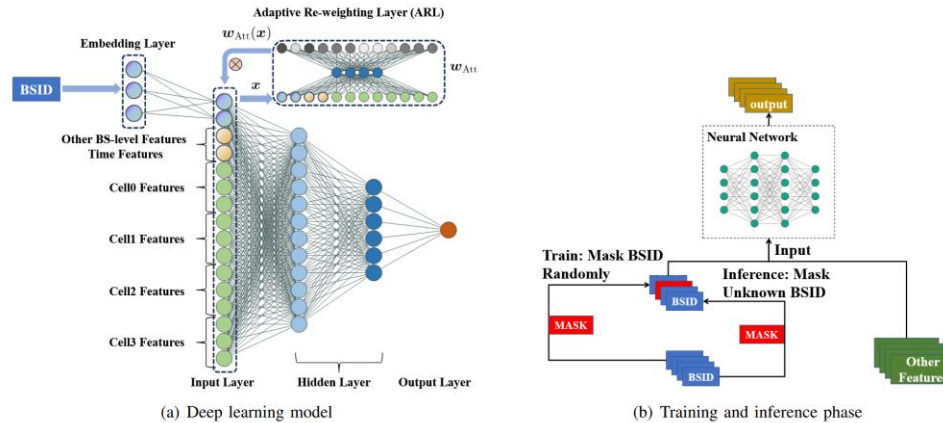 Adaptive Re-weighting Layer (ARL)
w_Att(x)
Embedding Layer
w_Att
BSID
x
Other BS-level Features
Time Features
Cell0 Features
Cell1 Features
Cell2 Features
Cell3 Features
Input Layer
Hidden Layer
Output Layer
(a) Deep learning model
output
Neural Network
Input
Train: Mask BSID
Randomly
Inference: Mask
Unknown BSID
BSID
MASK
MASK
BSID
Other
Feature
(b) Training and inference phase